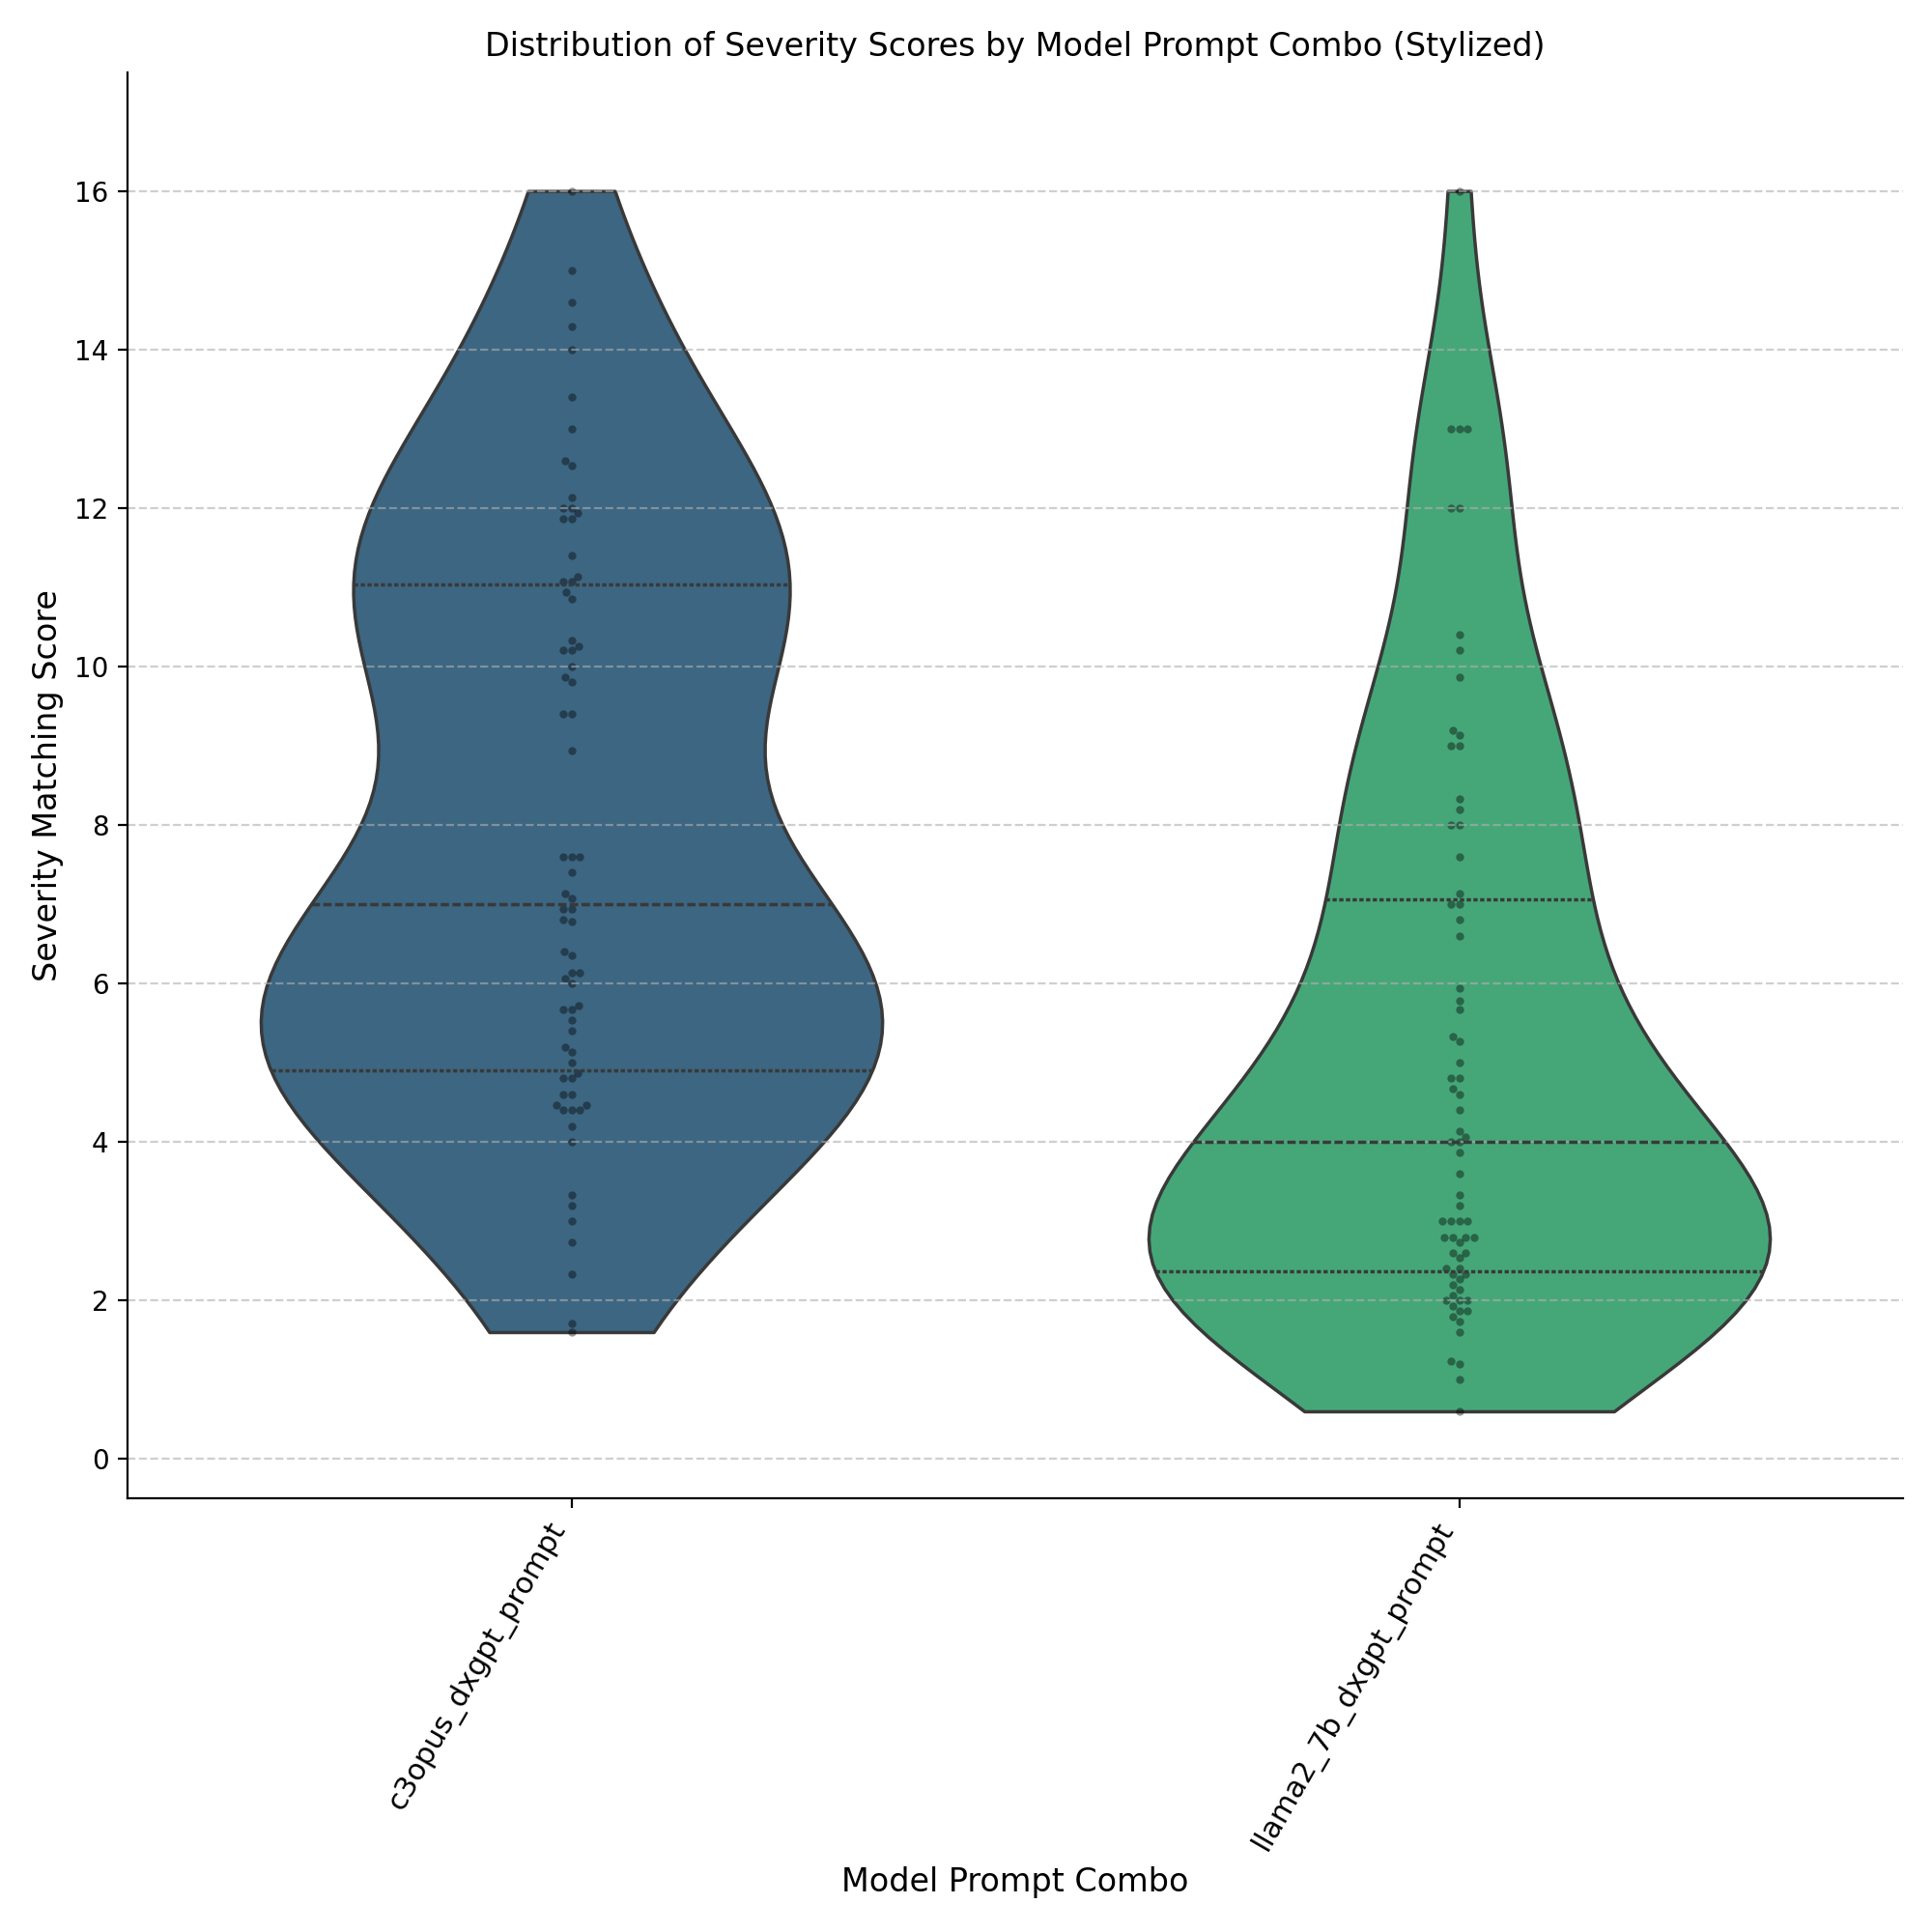 Distribution of Severity Scores by Model Prompt Combo (Stylized)
Severity Matching Score
16
14
12
10
8
6
4
2
0
c3opus_dxgpt_prompt
llama2_7b_dxgpt_prompt
Model Prompt Combo